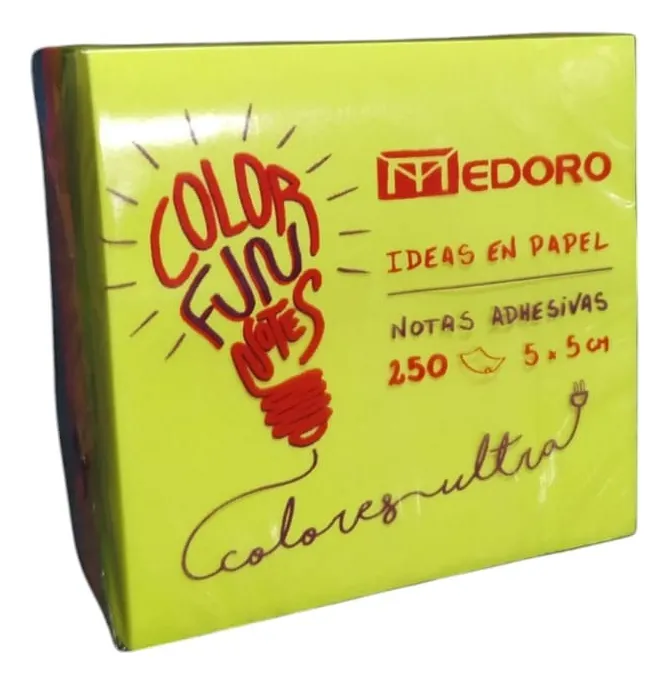 COLOR
FUN
NOTES
MEDORO
IDEAS EN PAPEL
NOTAS ADHESIVAS
250 5 x 5 cm
colores ultra